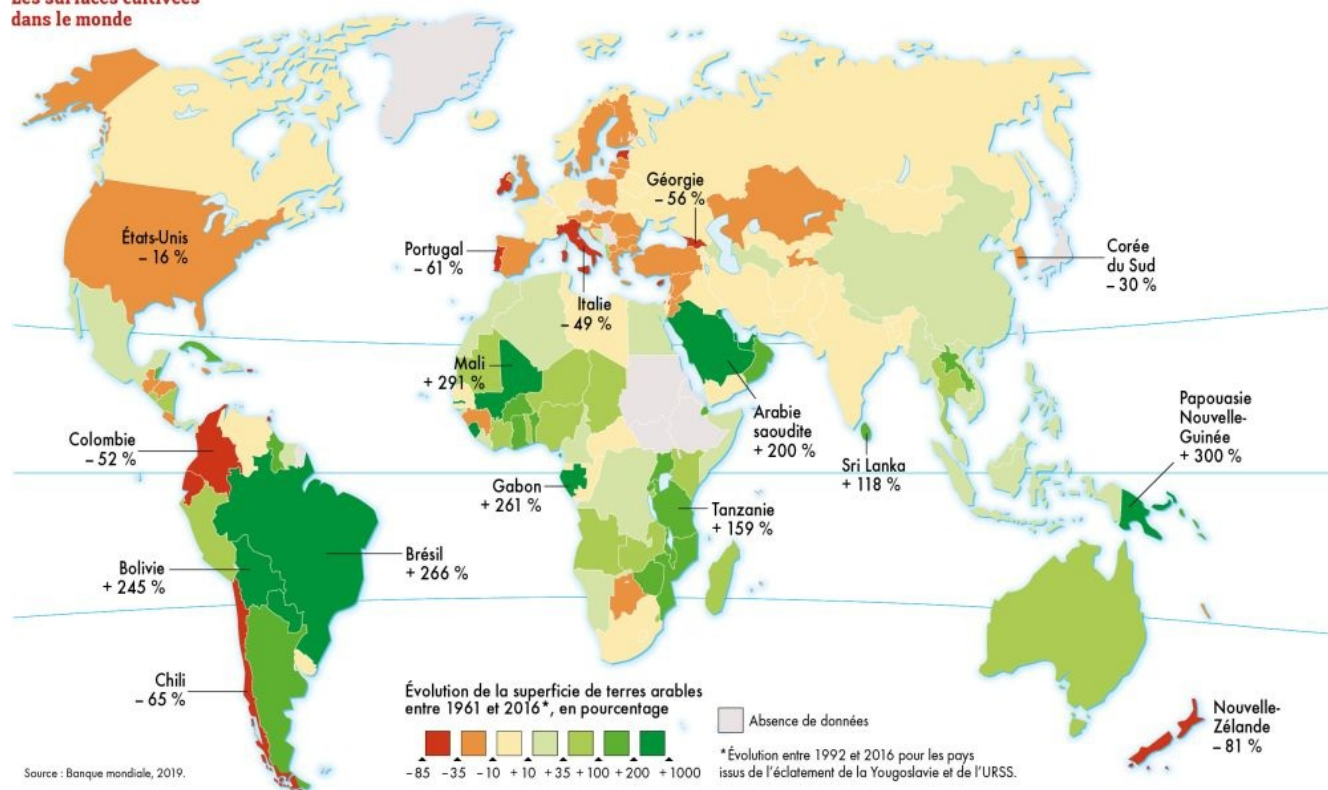 Les surfaces cultivées
dans le monde
États-Unis
– 16 %
Portugal
– 61 %
Géorgie
– 56 %
Italie
– 49 %
Corée
du Sud
– 30 %
Mali
+ 291 %
Arabie
saoudite
+ 200 %
Sri Lanka
+ 118 %
Papouasie
Nouvelle-
Guinée
+ 300 %
Colombie
– 52 %
Gabon
+ 261 %
Tanzanie
+ 159 %
Brésil
+ 266 %
Bolivie
+ 245 %
Chili
– 65 %
Nouvelle-
Zélande
– 81 %
Évolution de la superficie de terres arables
entre 1961 et 2016*, en pourcentage
–85 –35 –10 +10 +35 +100 +200 +1000
Absence de données
*Évolution entre 1992 et 2016 pour les pays
issus de l'éclatement de la Yougoslavie et de l'URSS.
Source : Banque mondiale, 2019.